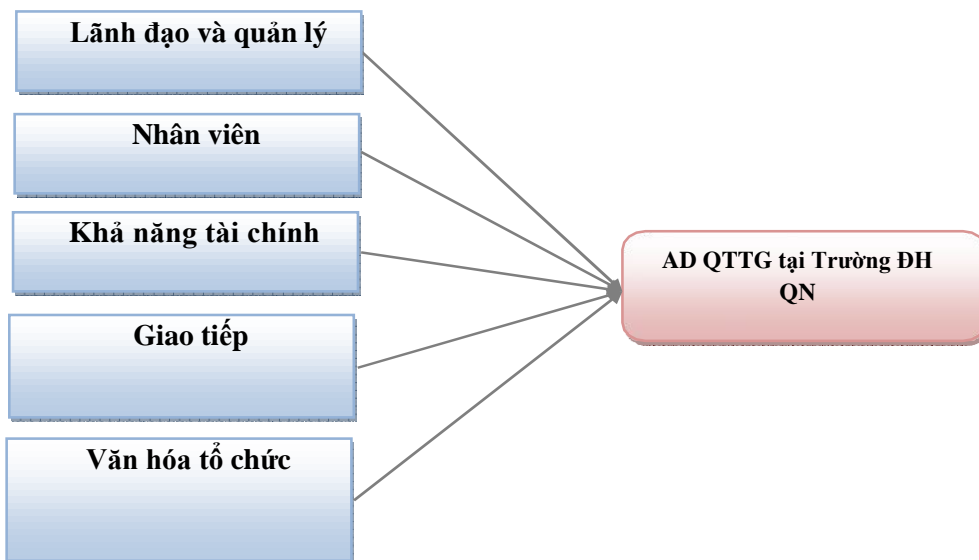 Lãnh đạo và quản lý
Nhân viên
Khả năng tài chính
Giao tiếp
Văn hóa tổ chức
AD QTTG tại Trường ĐH
QN